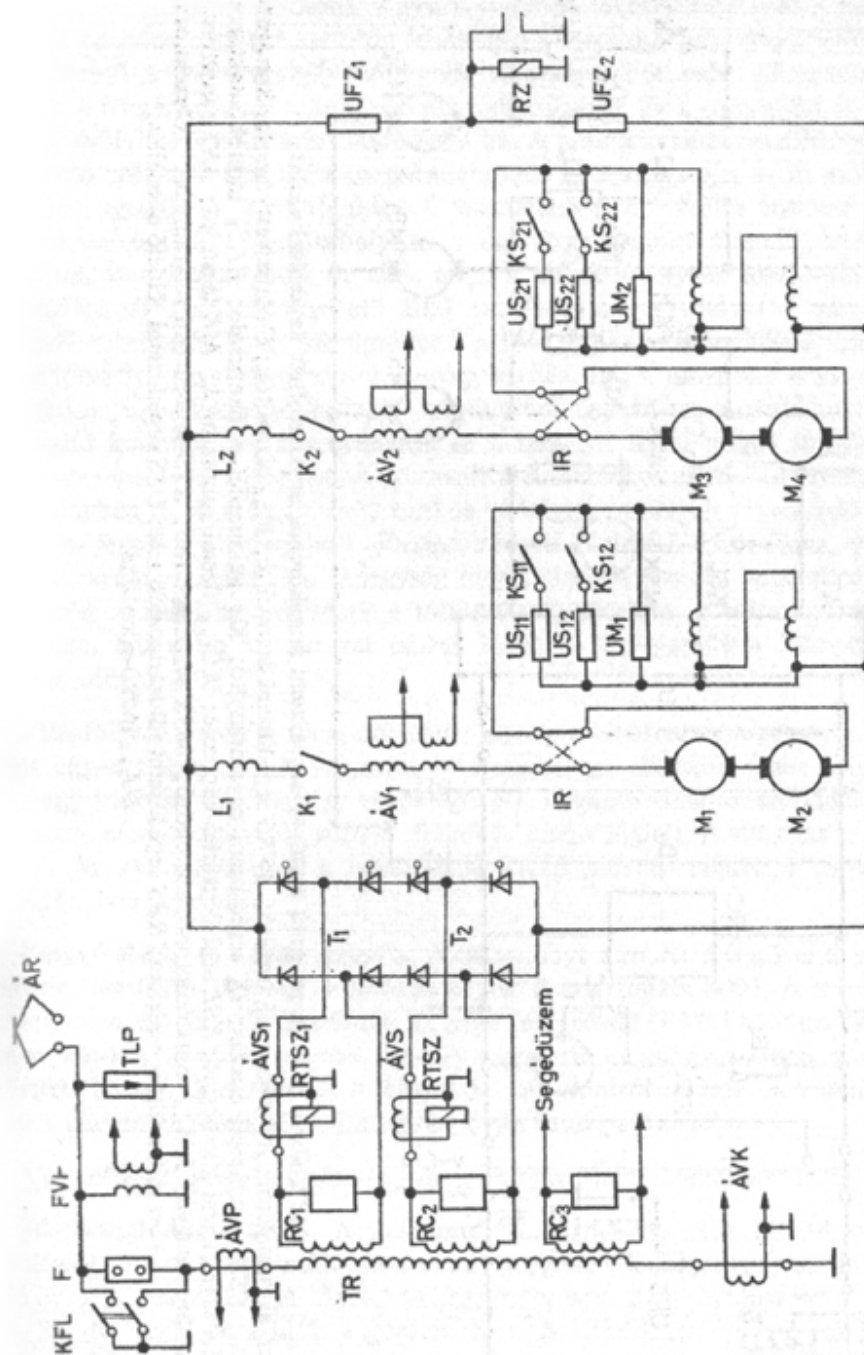 ÁR
KFL
F
FVF
TLP
ÁVP
TR
RC1
ÁVS1
RTSZ1
RC2
ÁVS
RTSZ
RC3
Segédüzem
ÁVK
T1
T2
L1
K1
ÁV1
IR
M1
M2
US11
KS11
US12
KS12
UM1
L2
K2
ÁV2
IR
M3
M4
US21
KS21
US22
KS22
UM2
UFZ1
RZ
UFZ2